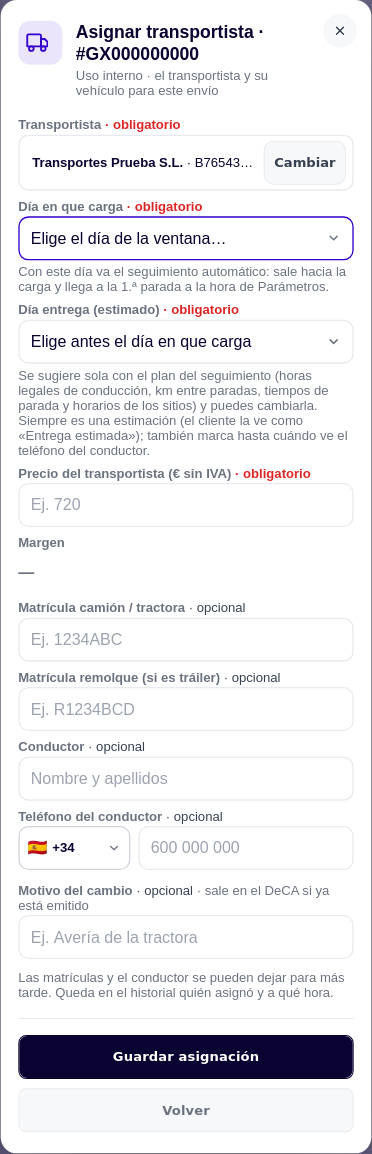 Asignar transportista ·
#GX000000000
Uso interno · el transportista y su
vehículo para este envío
Transportista · obligatorio
Transportes Prueba S.L. · B76543…
Cambiar
Día en que carga · obligatorio
Elige el día de la ventana…
Con este día va el seguimiento automático: sale hacia la
carga y llega a la 1.ª parada a la hora de Parámetros.
Día entrega (estimado) · obligatorio
Elige antes el día en que carga
Se sugiere sola con el plan del seguimiento (horas
legales de conducción, km entre paradas, tiempos de
parada y horarios de los sitios) y puedes cambiarla.
Siempre es una estimación (el cliente la ve como
«Entrega estimada»); también marca hasta cuándo ve el
teléfono del conductor.
Precio del transportista (€ sin IVA) · obligatorio
Ej. 720
Margen
—
Matrícula camión / tractora · opcional
Ej. 1234ABC
Matrícula remolque (si es tráiler) · opcional
Ej. R1234BCD
Conductor · opcional
Nombre y apellidos
Teléfono del conductor · opcional
+34
600 000 000
Motivo del cambio · opcional · sale en el DeCA si ya
está emitido
Ej. Avería de la tractora
Las matrículas y el conductor se pueden dejar para más
tarde. Queda en el historial quién asignó y a qué hora.
Guardar asignación
Volver